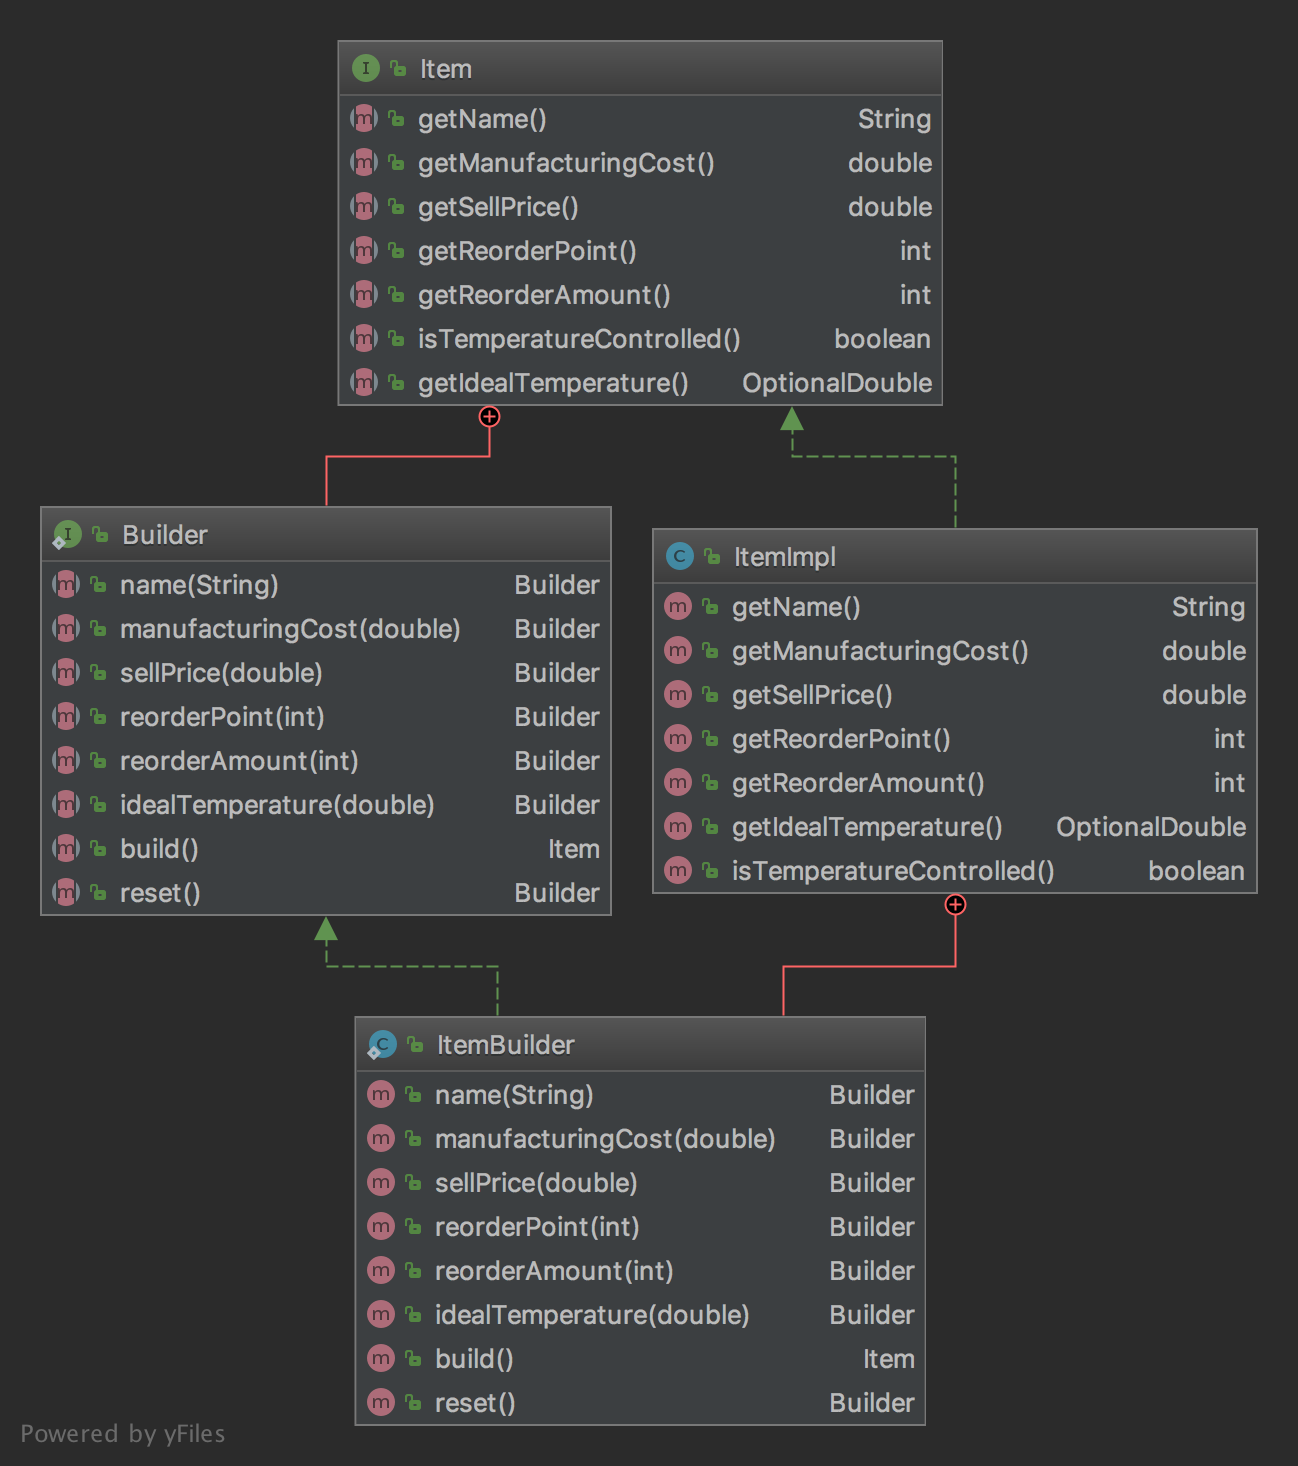 Item
getName() String
getManufacturingCost() double
getSellPrice() double
getReorderPoint() int
getReorderAmount() int
isTemperatureControlled() boolean
getIdealTemperature() OptionalDouble
Builder
name(String) Builder
manufacturingCost(double) Builder
sellPrice(double) Builder
reorderPoint(int) Builder
reorderAmount(int) Builder
idealTemperature(double) Builder
build() Item
reset() Builder
ItemImpl
getName() String
getManufacturingCost() double
getSellPrice() double
getReorderPoint() int
getReorderAmount() int
getIdealTemperature() OptionalDouble
isTemperatureControlled() boolean
ItemBuilder
name(String) Builder
manufacturingCost(double) Builder
sellPrice(double) Builder
reorderPoint(int) Builder
reorderAmount(int) Builder
idealTemperature(double) Builder
build() Item
reset() Builder
Powered by yFiles